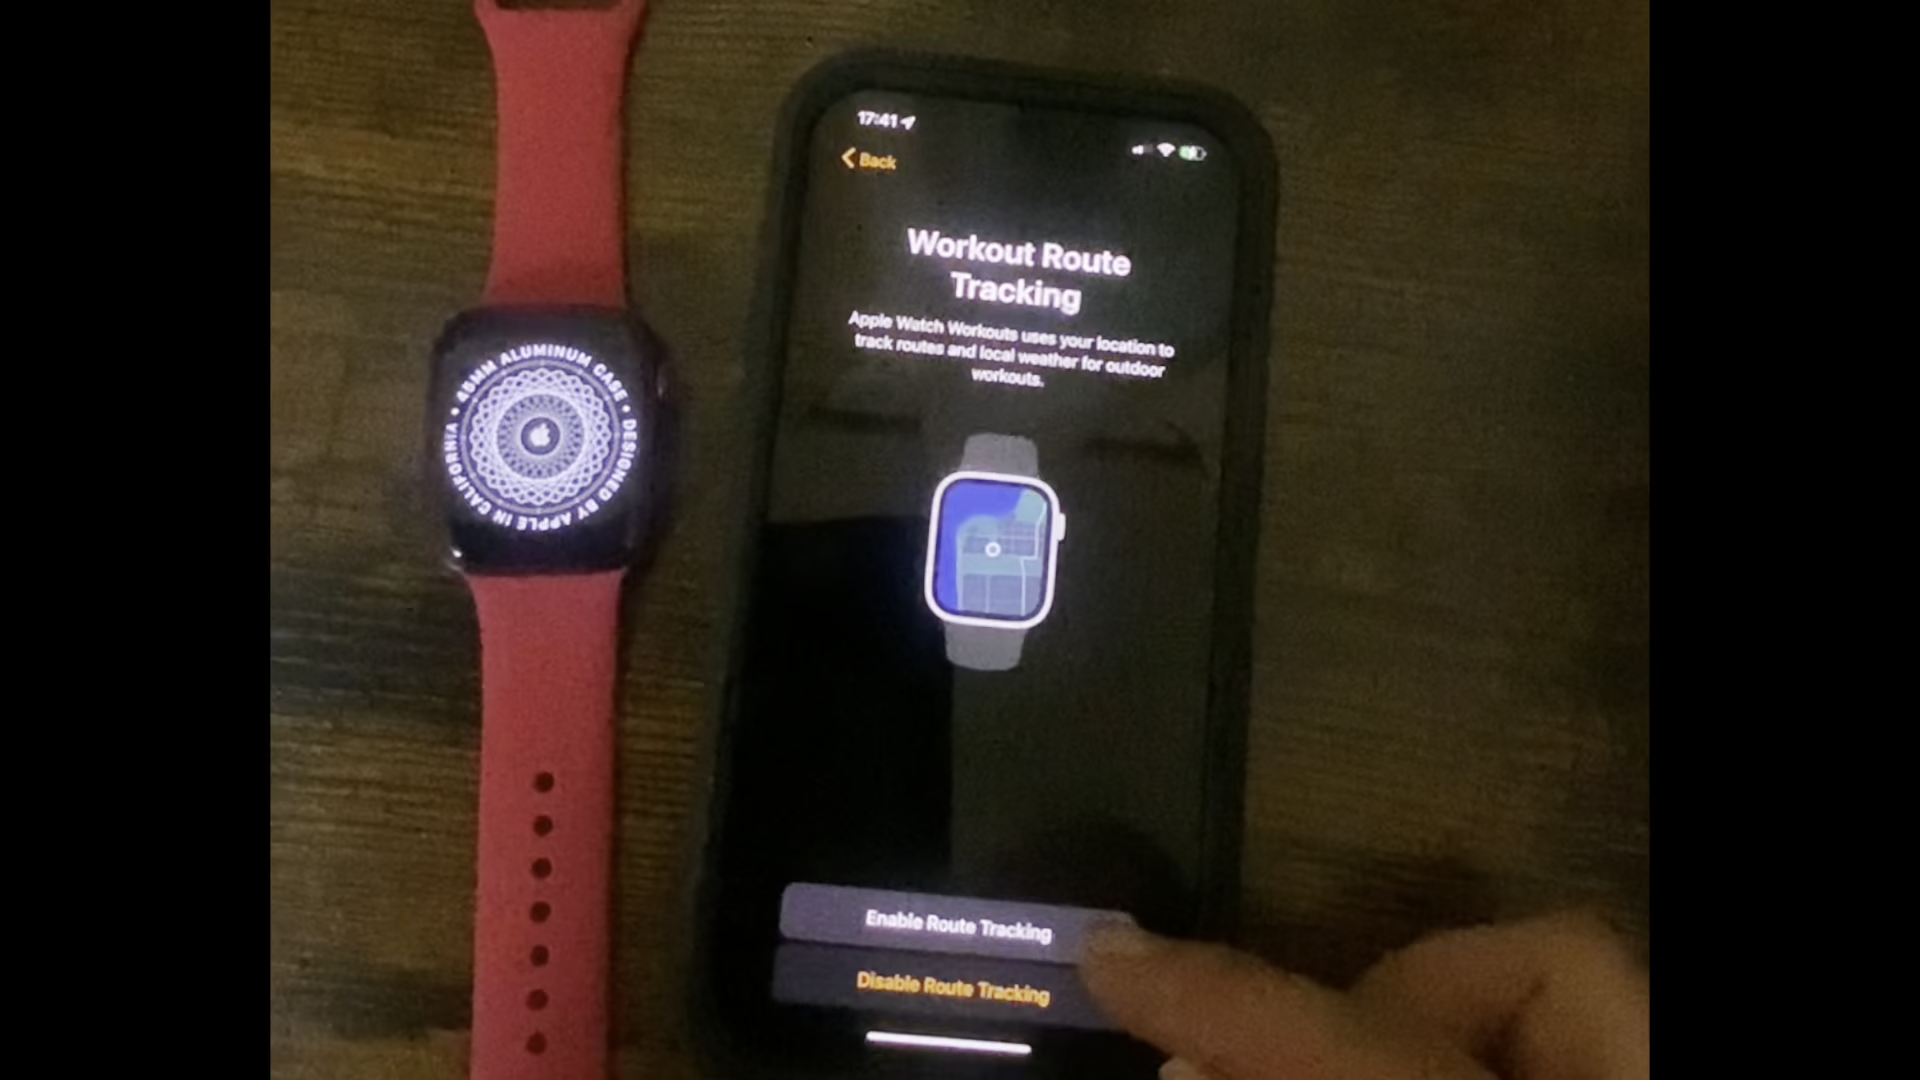 45MM ALUMINUM CASE • DESIGNED BY APPLE IN CALIFORNIA •
17:41
Back
Workout Route
Tracking
Apple Watch Workouts uses your location to
track routes and local weather for outdoor
workouts.
Enable Route Tracking
Disable Route Tracking